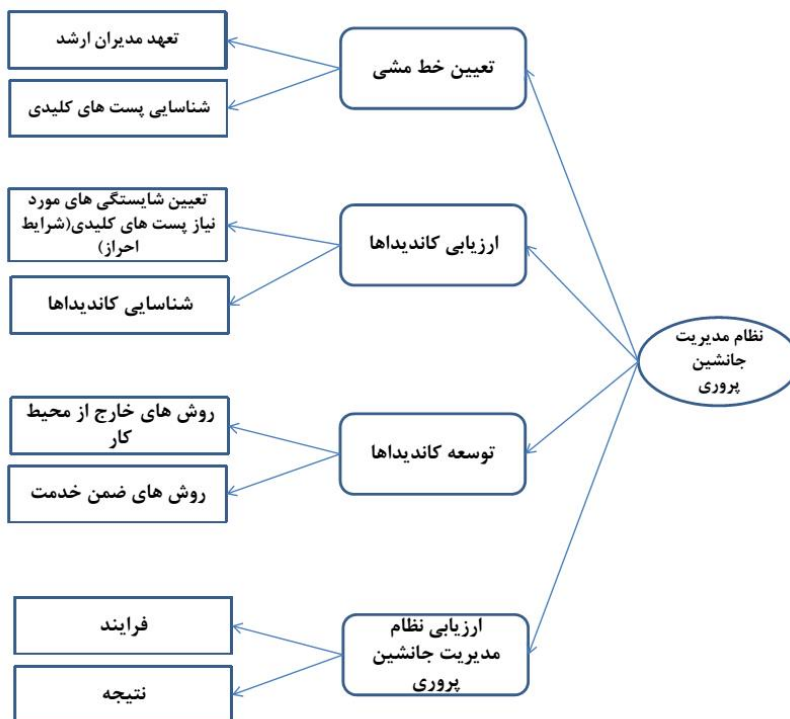 نظام مدیریت
جانشین
پروری
تعیین خط مشی
تعهد مدیران ارشد
شناسایی پست های کلیدی
ارزیابی کاندیداها
تعیین شایستگی های مورد
نیاز پست های کلیدی(شرایط
احراز)
شناسایی کاندیداها
توسعه کاندیداها
روش های خارج از محیط
کار
روش های ضمن خدمت
ارزیابی نظام
مدیریت جانشین
پروری
فرایند
نتیجه